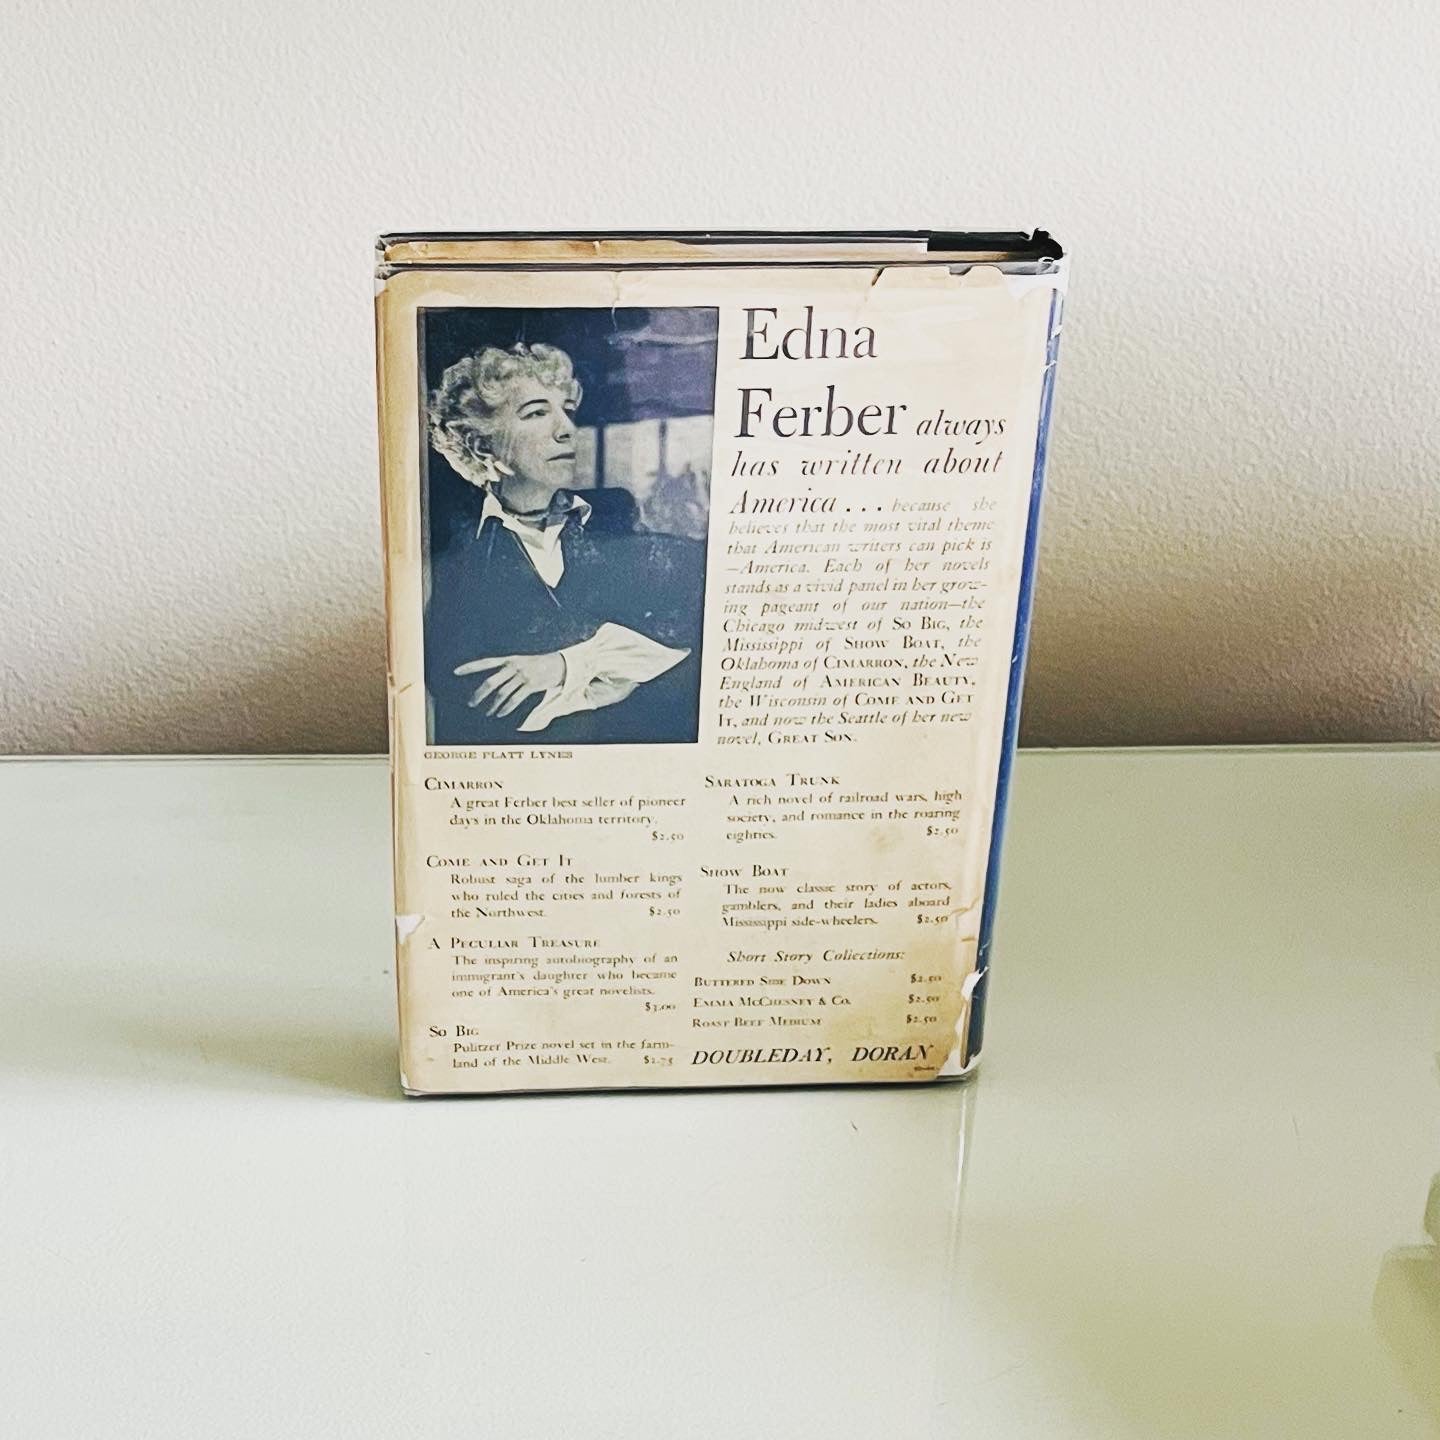 Edna
Ferber always
has written about
America . . . because she
believes that the most vital theme
that American writers can pick is
—America. Each of her novels
stands as a vivid panel in her grow-
ing pageant of our nation—the
Chicago midwest of So Big, the
Mississippi of Show Boat, the
Oklahoma of Cimarron, the New
England of American Beauty,
the Wisconsin of Come and Get
It, and now the Seattle of her new
novel, Great Son.
GEORGE PLATT LYNES
Cimarron
A great Ferber best seller of pioneer
days in the Oklahoma territory.
$2.50
Come and Get It
Robust saga of the lumber kings
who ruled the cities and forests of
the Northwest. $2.50
A Peculiar Treasure
The inspiring autobiography of an
immigrant's daughter who became
one of America's great novelists.
$3.00
So Big
Pulitzer Prize novel set in the farm-
land of the Middle West. $2.75
Saratoga Trunk
A rich novel of railroad wars, high
society, and romance in the roaring
eighties. $2.50
Show Boat
The now classic story of actors,
gamblers, and their ladies aboard
Mississippi side-wheelers. $2.50
Short Story Collections:
Buttered Side Down $2.50
Emma McChesney & Co. $2.50
Roast Beef Medium $2.50
DOUBLEDAY, DORAN